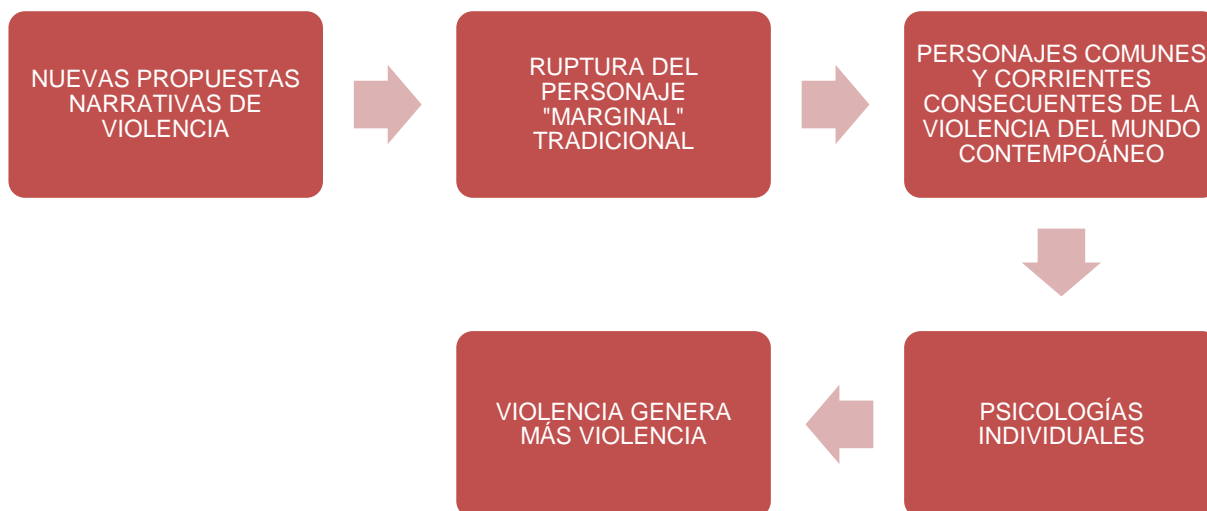 NUEVAS PROPUESTAS
NARRATIVAS DE
VIOLENCIA
RUPTURA DEL
PERSONAJE
"MARGINAL"
TRADICIONAL
PERSONAJES COMUNES
Y CORRIENTES
CONSECUENTES DE LA
VIOLENCIA DEL MUNDO
CONTEMPOÁNEO
PSICOLOGÍAS
INDIVIDUALES
VIOLENCIA GENERA
MÁS VIOLENCIA